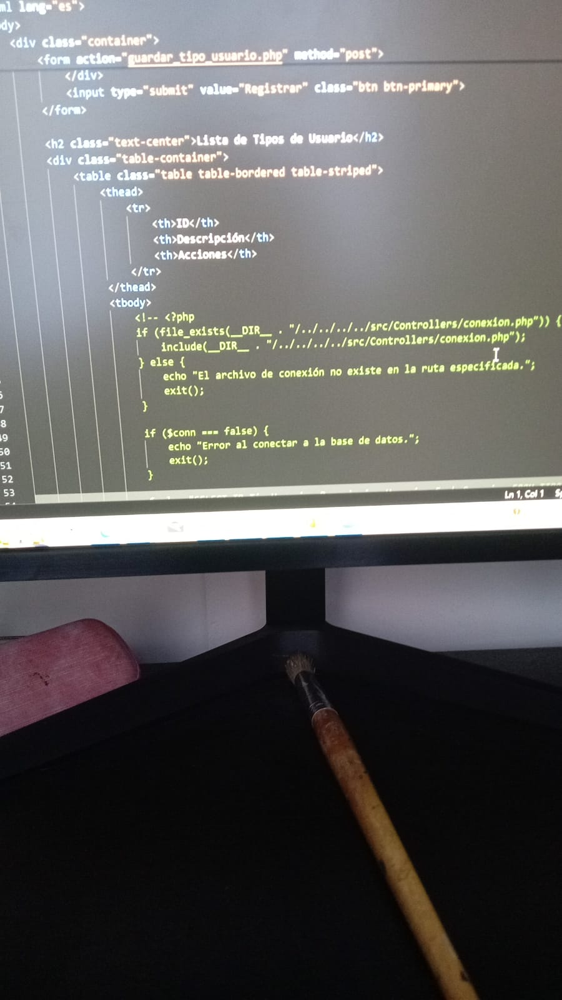 ml lang="es">
ody>
<div class="container">
<form action="guardar_tipo_usuario.php" method="post">
</div>
<input type="submit" value="Registrar" class="btn btn-primary">
</form>
<h2 class="text-center">Lista de Tipos de Usuario</h2>
<div class="table-container">
<table class="table table-bordered table-striped">
<thead>
<tr>
<th>ID</th>
<th>Descripción</th>
<th>Acciones</th>
</tr>
</thead>
<tbody>
<!-- <?php
if (file_exists(__DIR__ . "/../../../../src/Controllers/conexion.php")) {
include(__DIR__ . "/../../../../src/Controllers/conexion.php");
} else {
echo "El archivo de conexión no existe en la ruta especificada.";
6 exit();
7 }
48
49 if ($conn === false) {
50 echo "Error al conectar a la base de datos.";
51 exit();
52 }
53
Ln 1, Col 1